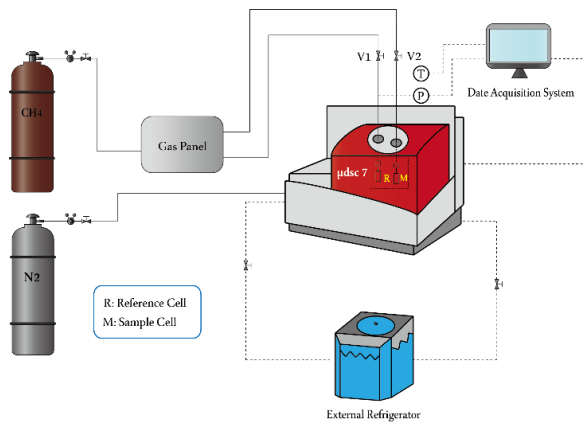 V1
V2
T
P
Date Acquisition System
CH4
Gas Panel
μdsc 7
R
M
N2
R: Reference Cell
M: Sample Cell
External Refrigerator